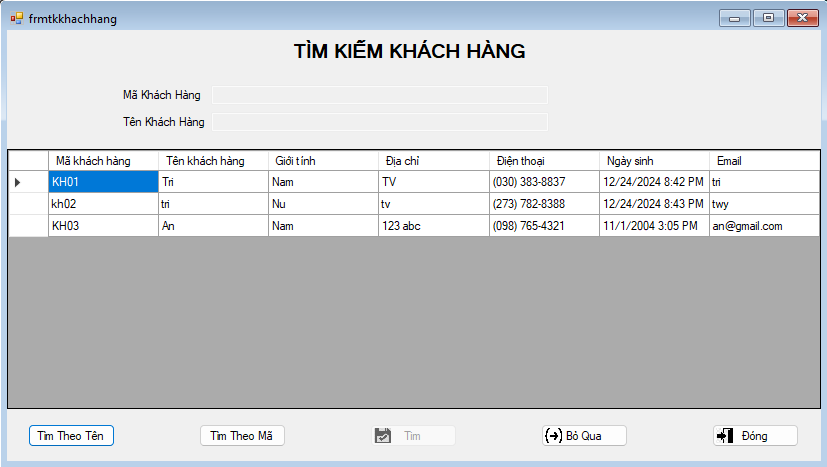 frmtkkhachhang
TÌM KIẾM KHÁCH HÀNG
Mã Khách Hàng
Tên Khách Hàng
Mã khách hàng Tên khách hàng Giới tính Địa chỉ Điện thoại Ngày sinh Email
KH01 Tri Nam TV (030) 383-8837 12/24/2024 8:42 PM tri
kh02 tri Nu tv (273) 782-8388 12/24/2024 8:43 PM twy
KH03 An Nam 123 abc (098) 765-4321 11/1/2004 3:05 PM an@gmail.com
Tìm Theo Tên Tìm Theo Mã Tìm Bỏ Qua Đóng